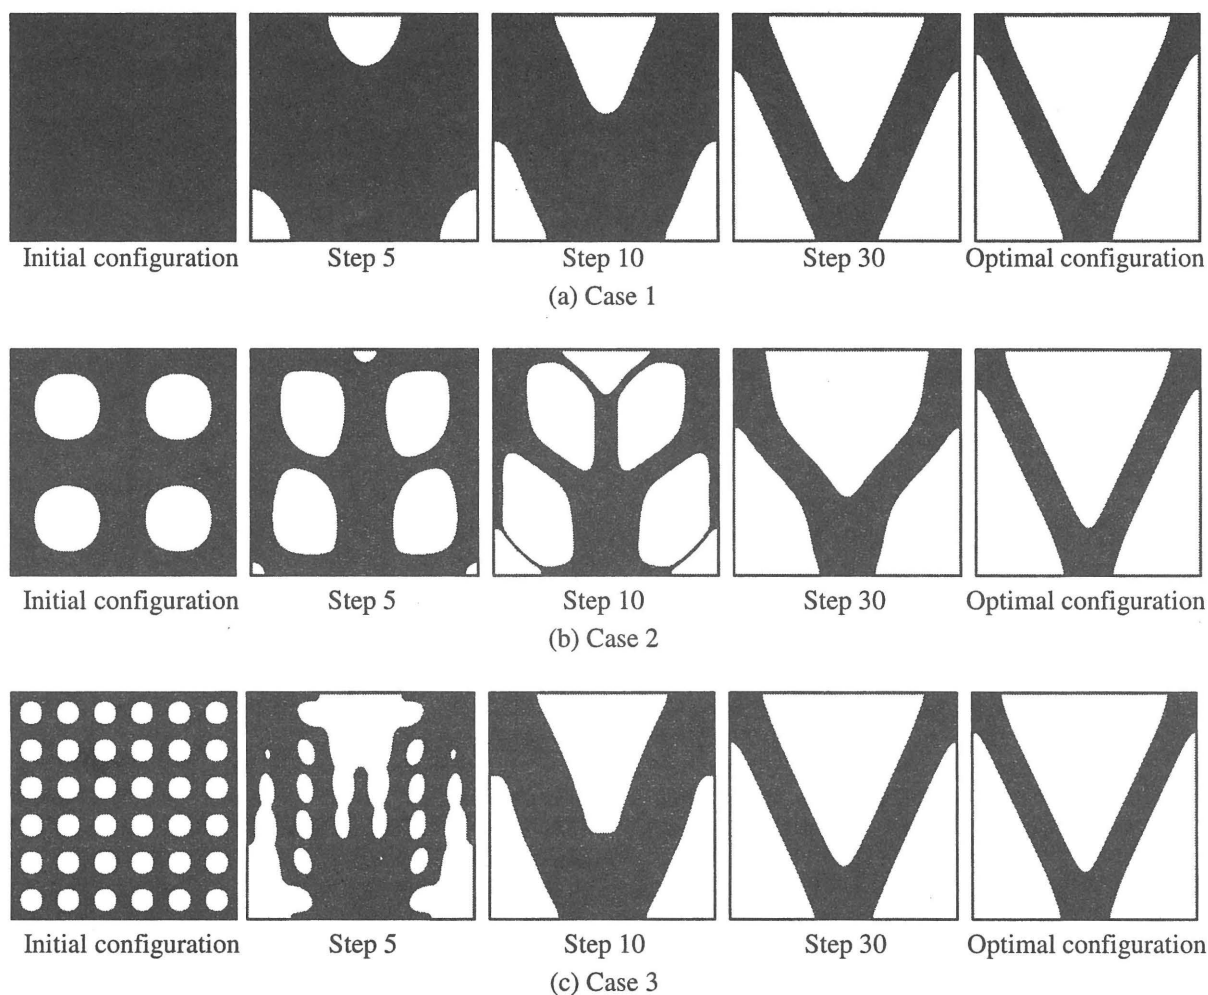 Initial configuration Step 5 Step 10 Step 30 Optimal configuration
(a) Case 1
Initial configuration Step 5 Step 10 Step 30 Optimal configuration
(b) Case 2
Initial configuration Step 5 Step 10 Step 30 Optimal configuration
(c) Case 3